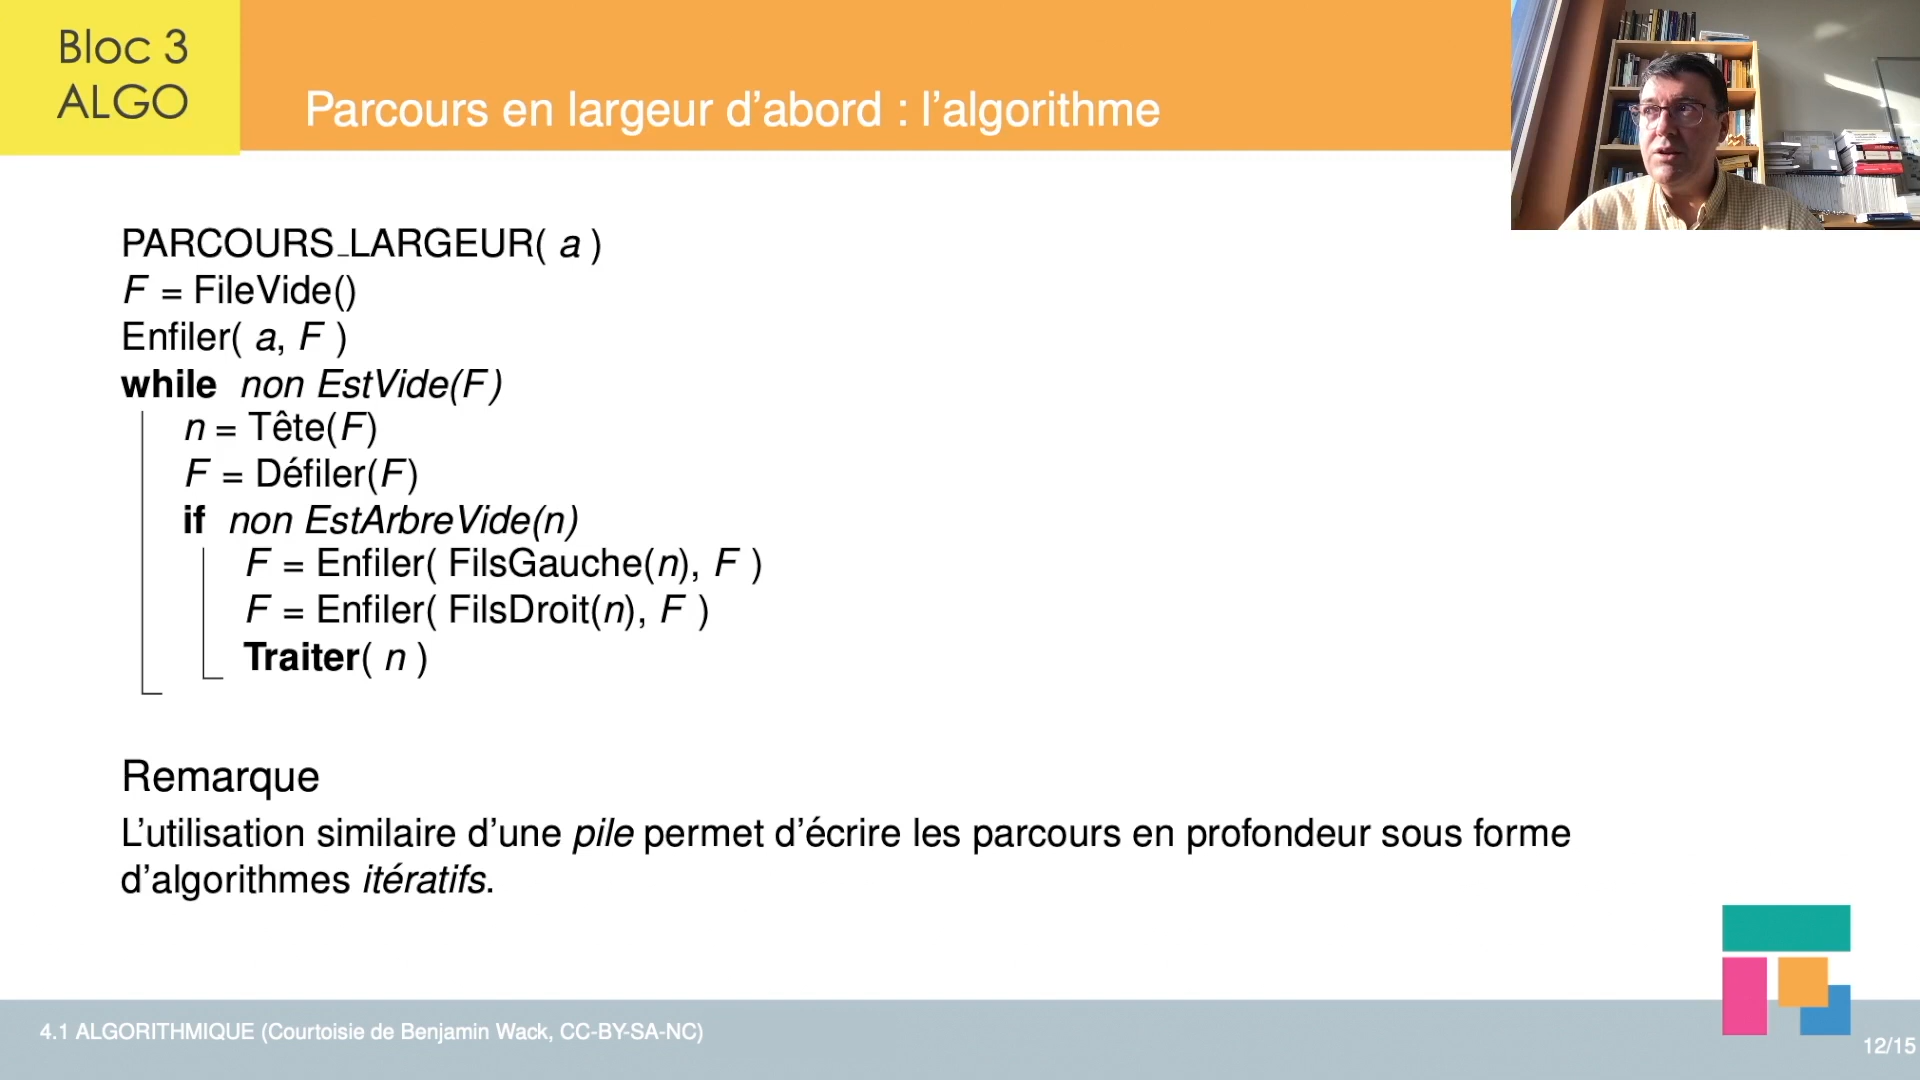 Bloc 3
ALGO
Parcours en largeur d'abord : l'algorithme
PARCOURS_LARGEUR( a )
F = FileVide()
Enfiler( a, F )
while non EstVide(F)
n = Tête(F)
F = Défiler(F)
if non EstArbreVide(n)
F = Enfiler( FilsGauche(n), F )
F = Enfiler( FilsDroit(n), F )
Traiter( n )
Remarque
L'utilisation similaire d'une pile permet d'écrire les parcours en profondeur sous forme
d'algorithmes itératifs.
4.1 ALGORITHMIQUE (Courtoisie de Benjamin Wack, CC-BY-SA-NC)
12/15